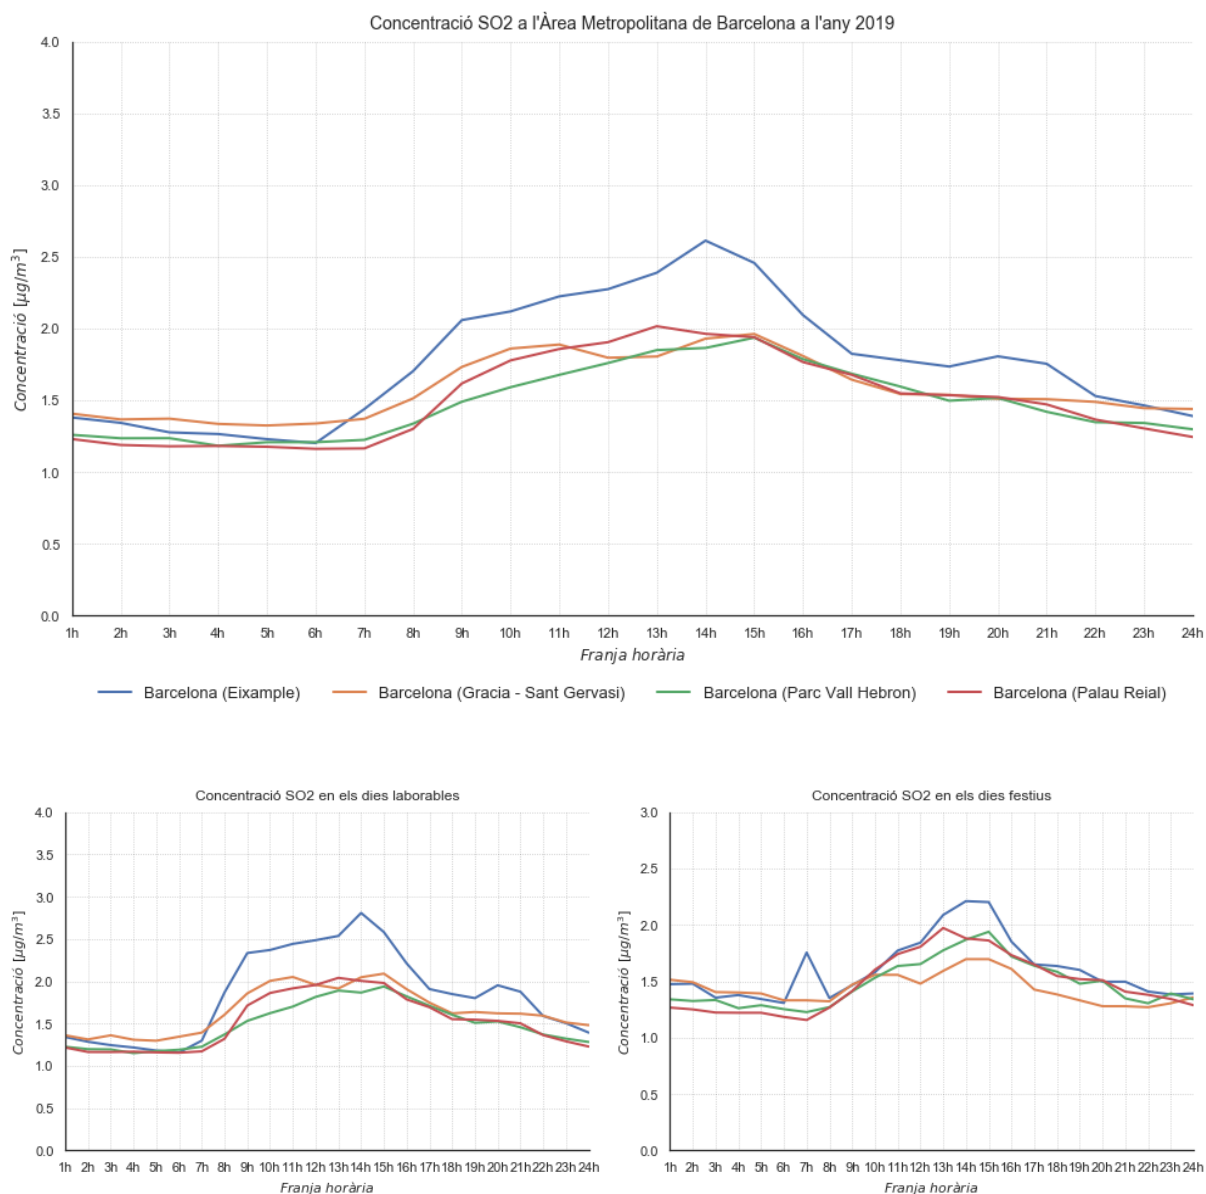 Concentració SO2 a l'Àrea Metropolitana de Barcelona a l'any 2019
Concentració [μg/m³]
4.0
3.5
3.0
2.5
2.0
1.5
1.0
0.5
0.0
1h 2h 3h 4h 5h 6h 7h 8h 9h 10h 11h 12h 13h 14h 15h 16h 17h 18h 19h 20h 21h 22h 23h 24h
Franja horària
Barcelona (Eixample) Barcelona (Gracia - Sant Gervasi) Barcelona (Parc Vall Hebron) Barcelona (Palau Reial)
Concentració SO2 en els dies laborables
Concentració [μg/m³]
4.0
3.5
3.0
2.5
2.0
1.5
1.0
0.5
0.0
1h 2h 3h 4h 5h 6h 7h 8h 9h 10h 11h 12h 13h 14h 15h 16h 17h 18h 19h 20h 21h 22h 23h 24h
Franja horària
Concentració SO2 en els dies festius
Concentració [μg/m³]
3.0
2.5
2.0
1.5
1.0
0.5
0.0
1h 2h 3h 4h 5h 6h 7h 8h 9h 10h 11h 12h 13h 14h 15h 16h 17h 18h 19h 20h 21h 22h 23h 24h
Franja horària